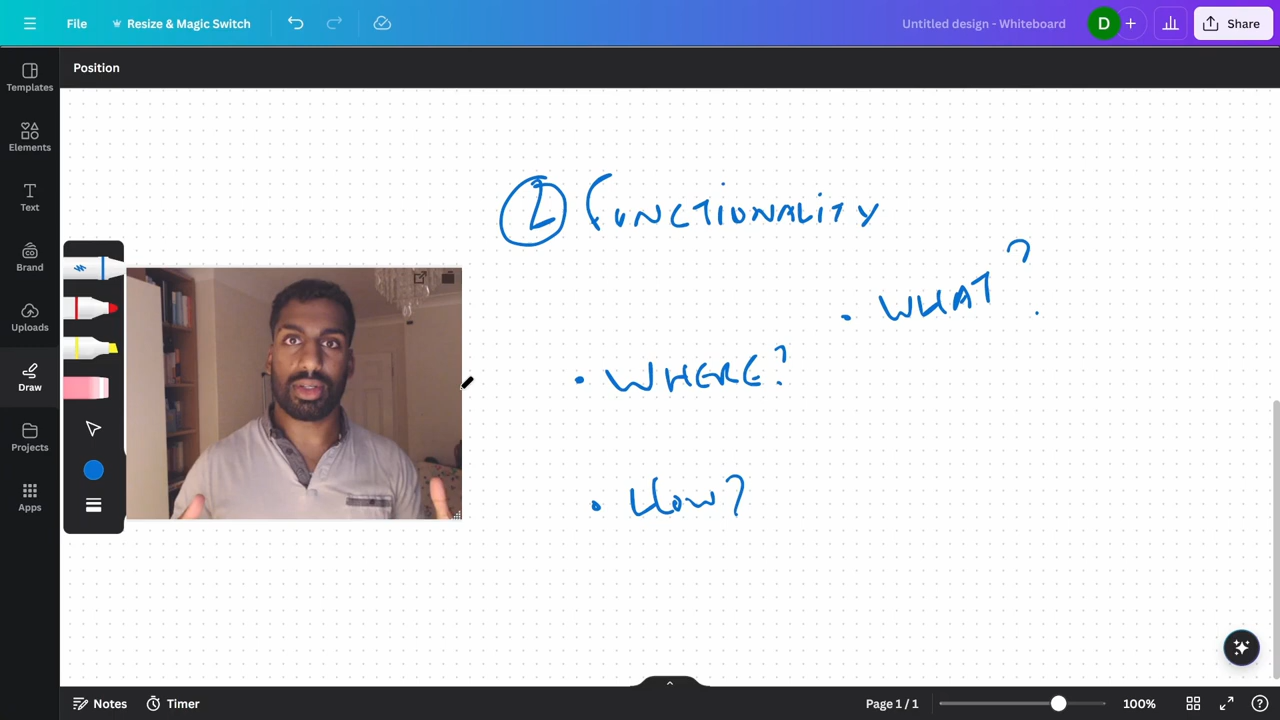 File Resize & Magic Switch Untitled design - Whiteboard D + Share
Position
Templates
Elements
Text
Brand
Uploads
Draw
Projects
Apps
2 FUNCTIONALITY
. WHAT?
. WHERE?
. How?
Notes Timer Page 1 / 1 100%